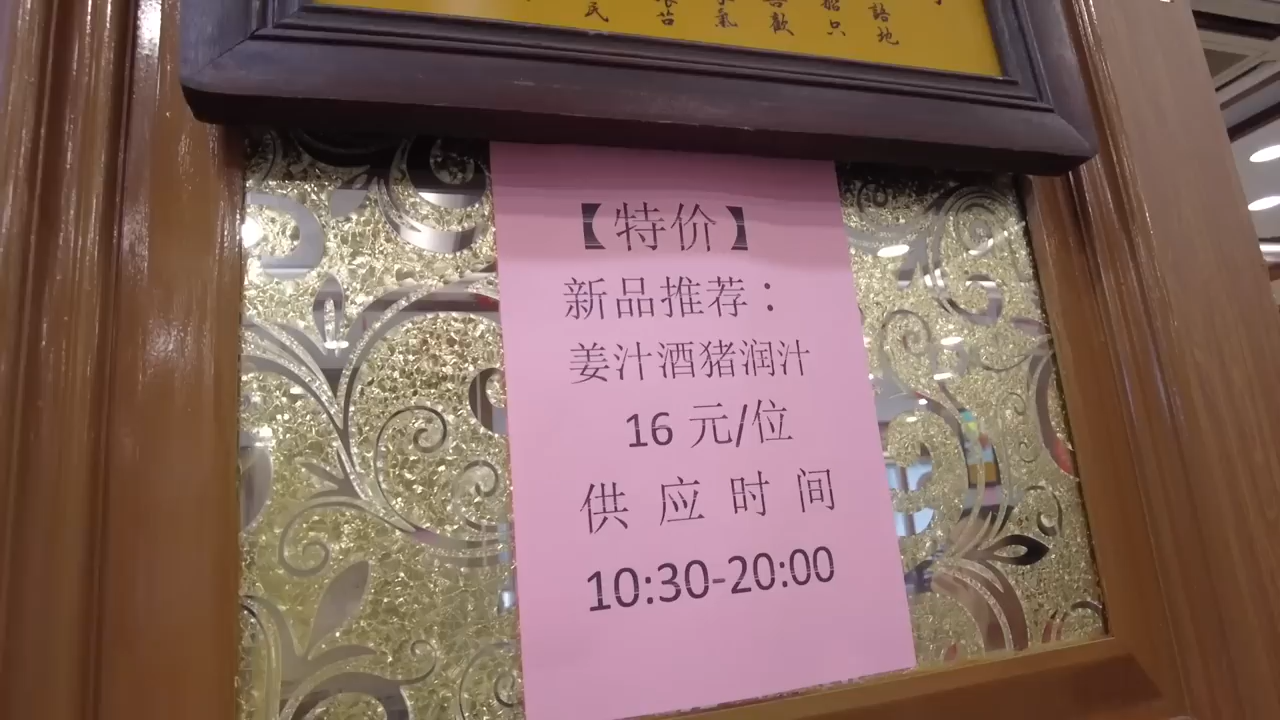 【特价】
新品推荐：
姜汁酒猪润汁
16 元/位
供 应 时 间
10:30-20:00